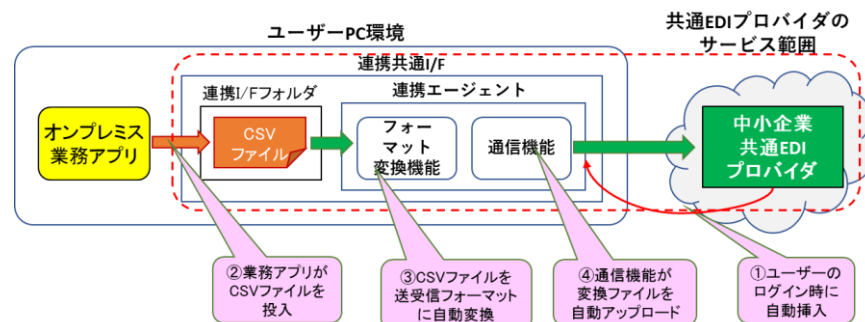 ユーザーPC環境
共通EDIプロバイダの
サービス範囲
連携共通I/F
連携I/Fフォルダ
連携エージェント
オンプレミス
業務アプリ
CSV
ファイル
フォー
マット
変換機能
通信機能
中小企業
共通EDI
プロバイダ
②業務アプリが
CSVファイルを
投入
③CSVファイルを
送受信フォーマット
に自動変換
④通信機能が
変換ファイルを
自動アップロード
①ユーザーの
ログイン時に
自動挿入